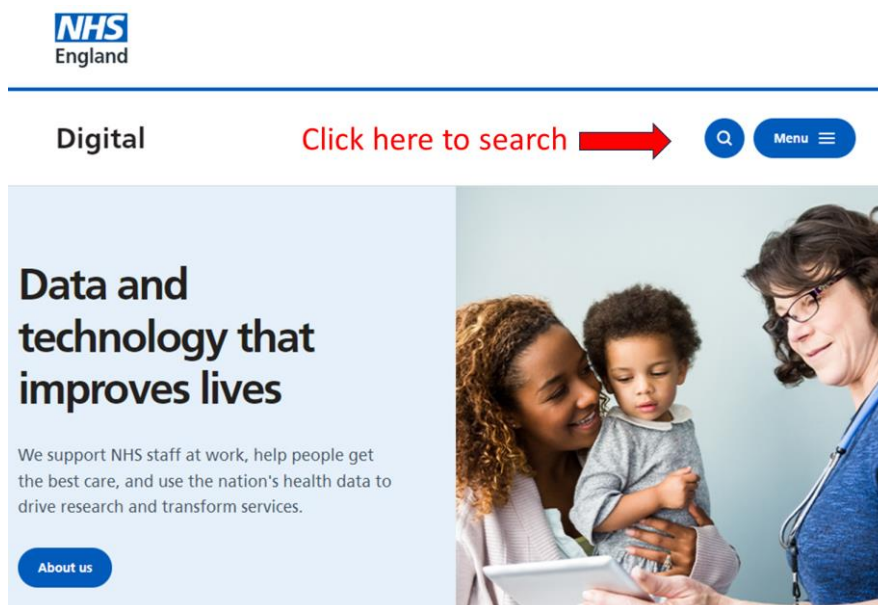 NHS
England
Digital
Click here to search
Menu
Data and
technology that
improves lives
We support NHS staff at work, help people get
the best care, and use the nation's health data to
drive research and transform services.
About us